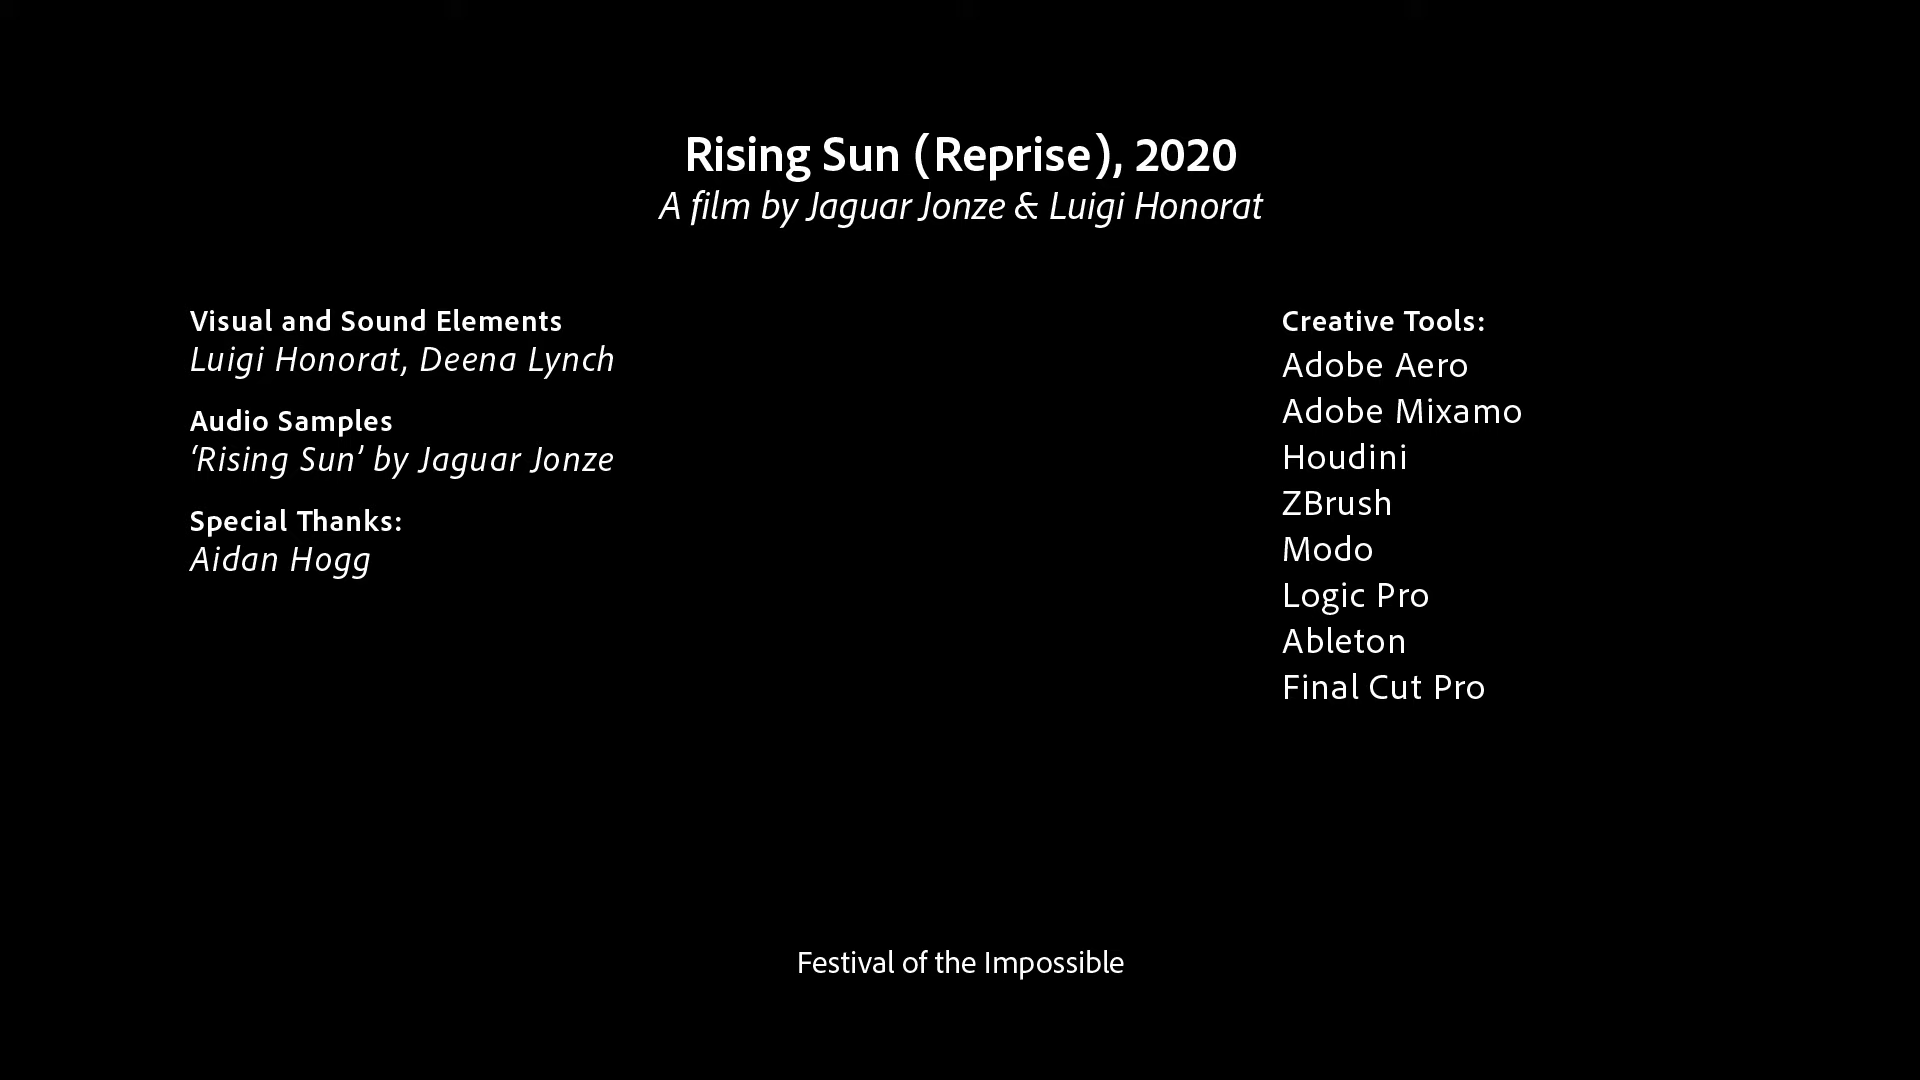 Rising Sun (Reprise), 2020
A film by Jaguar Jonze & Luigi Honorat
Visual and Sound Elements
Luigi Honorat, Deena Lynch
Audio Samples
‘Rising Sun’ by Jaguar Jonze
Special Thanks:
Aidan Hogg
Creative Tools:
Adobe Aero
Adobe Mixamo
Houdini
ZBrush
Modo
Logic Pro
Ableton
Final Cut Pro
Festival of the Impossible